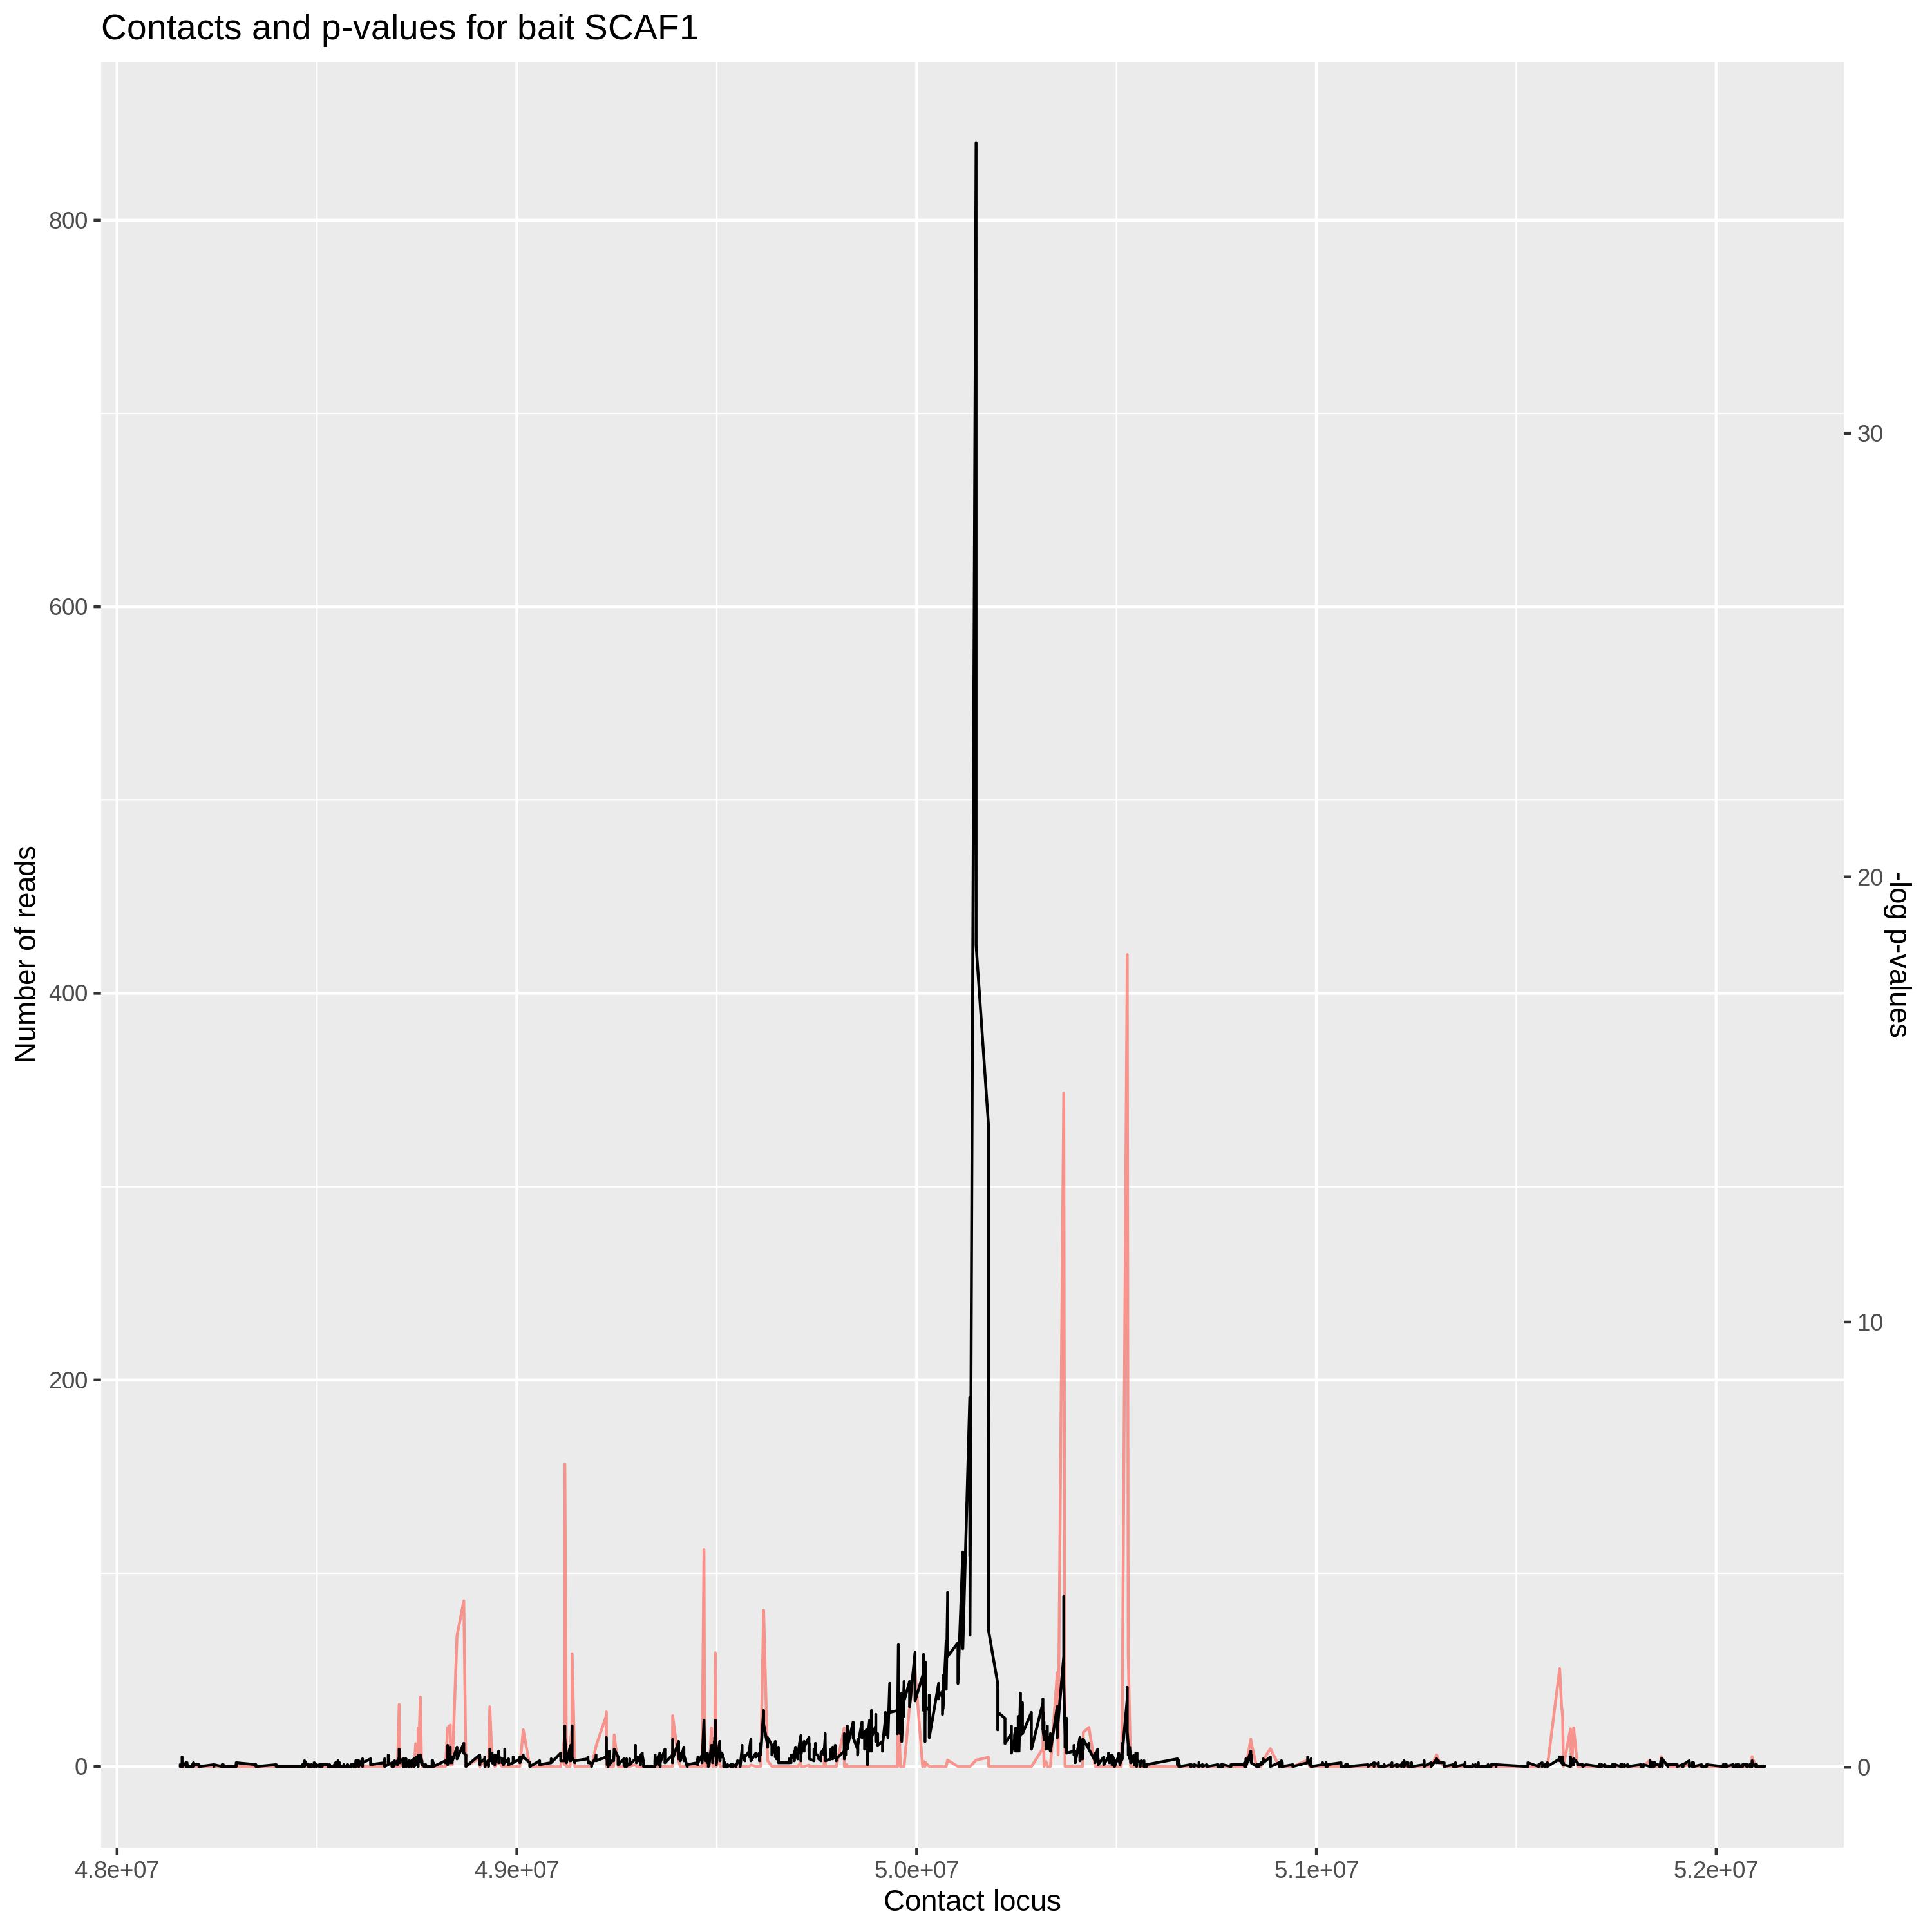 Contacts and p-values for bait SCAF1
800
600
400
200
0
Number of reads
30
20
10
0
-log p-values
4.8e+07
4.9e+07
5.0e+07
5.1e+07
5.2e+07
Contact locus